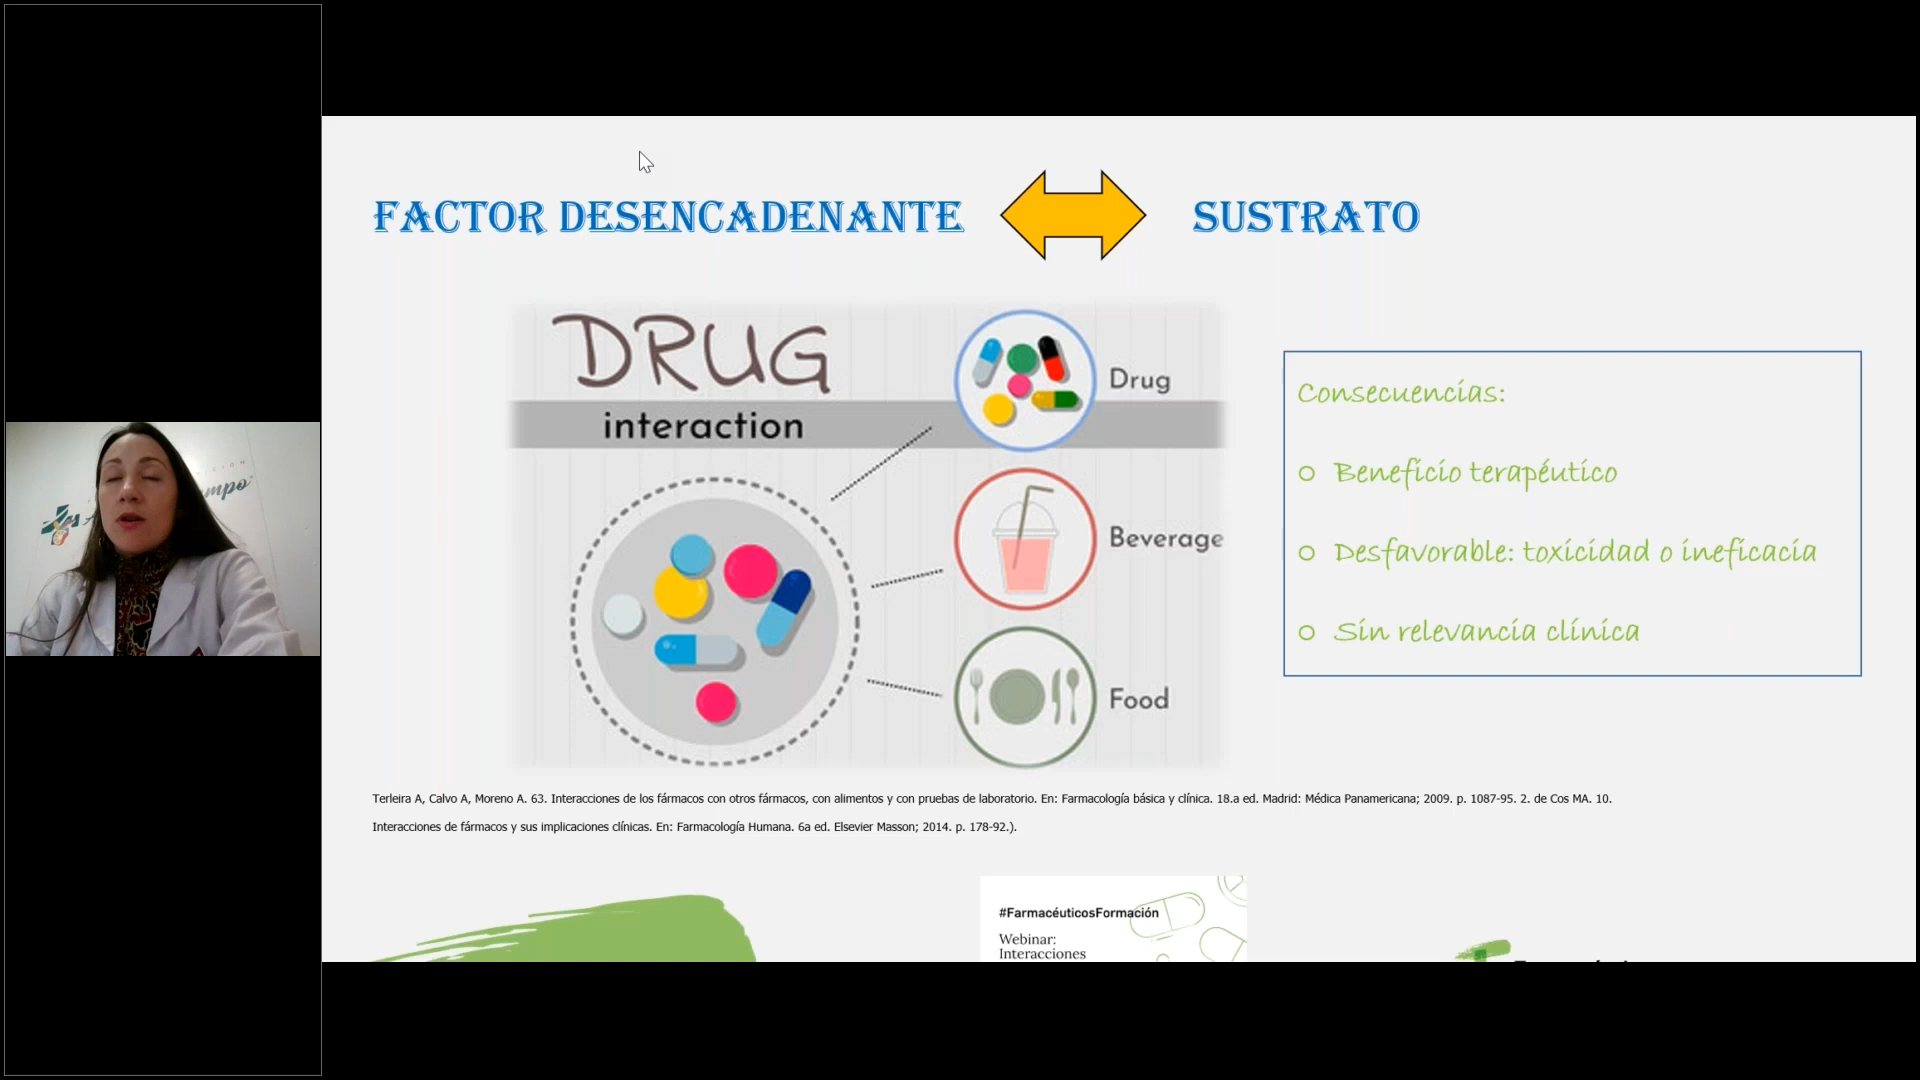 FACTOR DESENCADENANTE
SUSTRATO
DRUG
interaction
Drug
Beverage
Food
Consecuencias:
Beneficio terapéutico
Desfavorable: toxicidad o ineficacia
Sin relevancia clínica
Terleira A, Calvo A, Moreno A. 63. Interacciones de los fármacos con otros fármacos, con alimentos y con pruebas de laboratorio. En: Farmacología básica y clínica. 18.a ed. Madrid: Médica Panamericana; 2009. p. 1087-95. 2. de Cos MA. 10.
Interacciones de fármacos y sus implicaciones clínicas. En: Farmacología Humana. 6a ed. Elsevier Masson; 2014. p. 178-92.).
#FarmacéuticosFormación
Webinar:
Interacciones